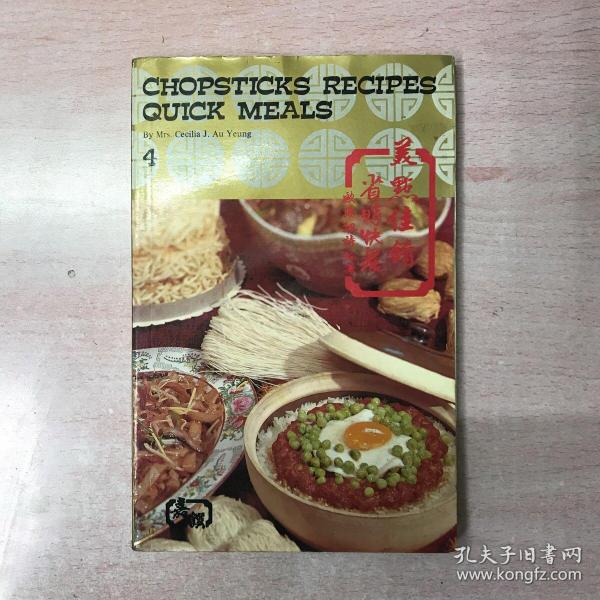 CHOPSTICKS RECIPES
QUICK MEALS
By Mrs. Cecilia J. Au Yeung
4
美點佳餚
省時快餐
孔夫子旧书网
www.kongfz.com